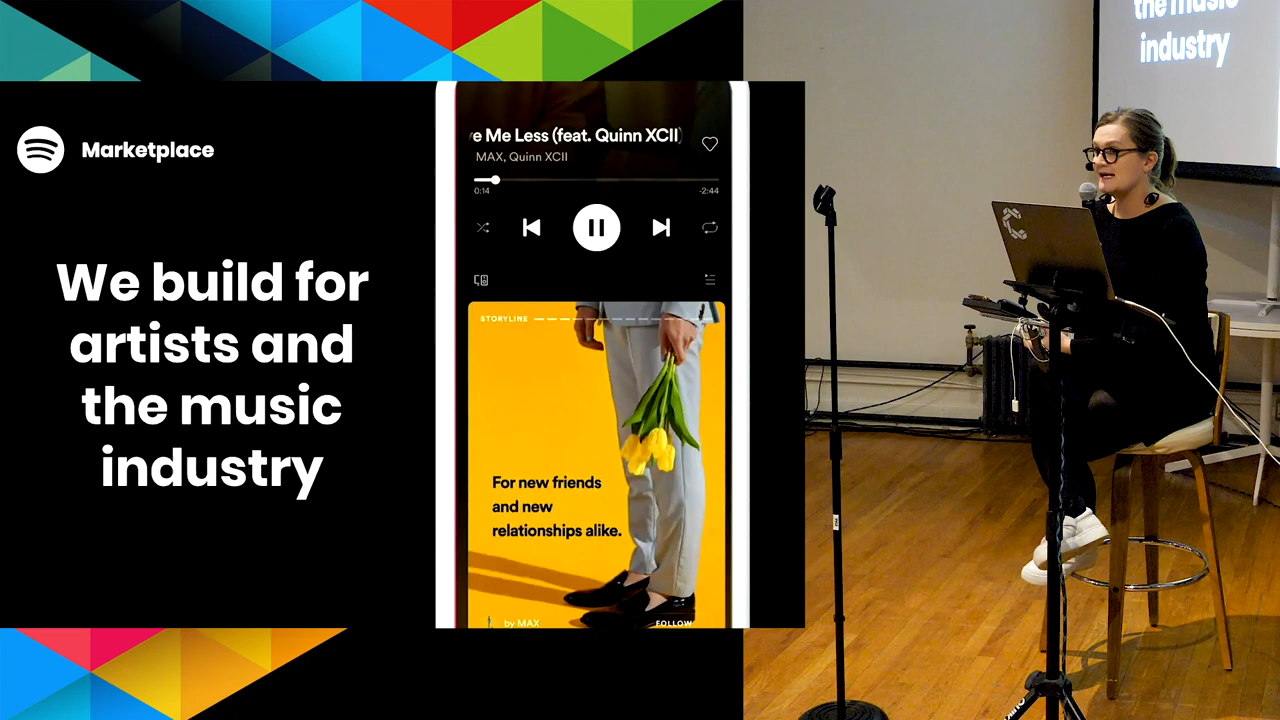 Marketplace
We build for
artists and
the music
industry
e Me Less (feat. Quinn XCII)
MAX, Quinn XCII
0:14
-2:44
STORYLINE
For new friends
and new
relationships alike.
by MAX
FOLLOW
the music
industry